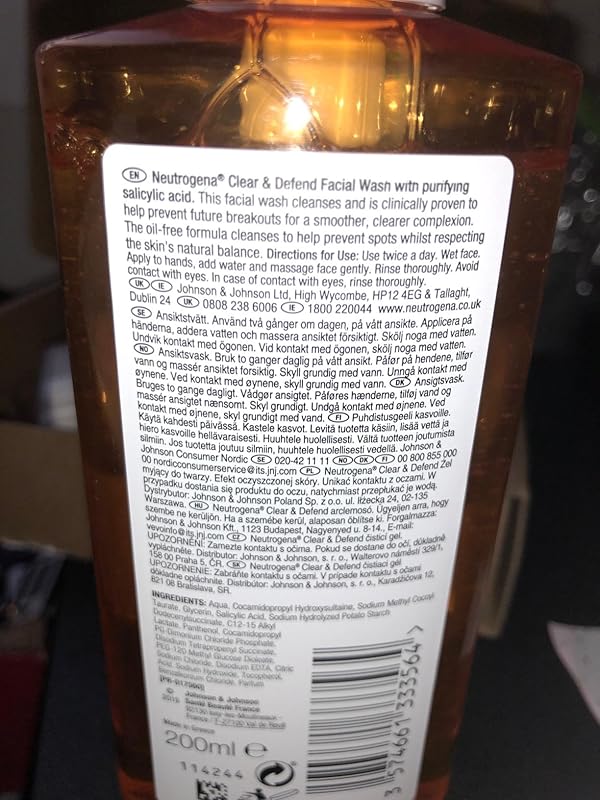 EN Neutrogena® Clear & Defend Facial Wash with purifying
salicylic acid. This facial wash cleanses and is clinically proven to
help prevent future breakouts for a smoother, clearer complexion.
The oil-free formula cleanses to help prevent spots whilst respecting
the skin's natural balance. Directions for Use: Use twice a day. Wet face.
Apply to hands, add water and massage face gently. Rinse thoroughly. Avoid
contact with eyes. In case of contact with eyes, rinse thoroughly.
UK IE Johnson & Johnson Ltd, High Wycombe, HP12 4EG & Tallaght,
Dublin 24 UK 0808 238 6006 IE 1800 220044 www.neutrogena.co.uk
SE Ansiktstvätt. Använd två gånger om dagen, på vått ansikte. Applicera på
händerna, addera vatten och massera ansiktet försiktigt. Skölj noga med vatten.
Undvik kontakt med ögonen. Vid kontakt med ögonen, skölj noga med vatten.
NO Ansiktsvask. Bruk to ganger daglig på vått ansikt. Påfør på hendene, tilfør
vann og massér ansiktet forsiktig. Skyll grundig med vann. Unngå kontakt med
øynene. Ved kontakt med øynene, skyll grundig med vann. DK Ansigtsvask.
Bruges to gange dagligt. Vådgør ansigtet. Påføres hænderne, tilføj vand og
massér ansigtet nænsomt. Skyl grundigt. Undgå kontakt med øjnene. Ved
kontakt med øjnene, skyl grundigt med vand. FI Puhdistusgeeli kasvoille.
Käytä kahdesti päivässä. Kastele kasvot. Levitä tuotetta käsiin, lisää vettä ja
hiero kasvoille hellävaraisesti. Huuhtele huolellisesti. Vältä tuotteen joutumista
silmiin. Jos tuotetta joutuu silmiin, huuhtele huolellisesti vedellä. Johnson &
Johnson Consumer Nordic SE 020-42 11 11 NO DK FI 00 800 855 000
00 nordicconsumerservice@its.jnj.com PL Neutrogena® Clear & Defend Żel
myjący do twarzy. Efekt oczyszczonej skóry. Unikać kontaktu z oczami. W
przypadku dostania się produktu do oczu, natychmiast przepłukać je wodą.
Dystrybutor: Johnson & Johnson Poland Sp. z o.o. ul. Iłżecka 24, 02-135
Warszawa. HU Neutrogena® Clear & Defend arclemosó. Ügyeljen arra, hogy
szembe ne kerüljön. Ha a szemébe kerül, alaposan öblítse ki. Forgalmazza:
Johnson & Johnson Kft., 1123 Budapest, Nagyenyed u. 8-14., E-mail:
vevoinfo@its.jnj.com CZ Neutrogena® Clear & Defend čisticí gel.
UPOZORNĚNÍ: Zamezte kontaktu s očima. Pokud se dostane do očí, důkladně
vypláchněte. Distributor: Johnson & Johnson, s. r. o., Walterovo náměstí 329/1,
158 00 Praha 5, ČR. SK Neutrogena® Clear & Defend čistiaci gél.
UPOZORNENIE: Zabráňte kontaktu s očami. V prípade kontaktu s očami
dôkladne opláchnite. Distribútor: Johnson & Johnson, s. r. o., Karadžičova 12,
821 08 Bratislava, SR.
INGREDIENTS: Aqua, Cocamidopropyl Hydroxysultaine, Sodium Methyl Cocoyl
Taurate, Glycerin, Salicylic Acid, Sodium Hydrolyzed Potato Starch
Dodecenylsuccinate, C12-15 Alkyl
Lactate, Panthenol, Cocamidopropyl
PG-Dimonium Chloride Phosphate,
Disodium Tetrapropenyl Succinate,
PEG-120 Methyl Glucose Dioleate,
Sodium Chloride, Disodium EDTA, Citric
Acid, Sodium Hydroxide, Tocopherol,
Denatonium Chloride, Parfum
© Johnson & Johnson
Santé Beauté France
Made in Greece
200ml e
114244
3 574661 333564 >